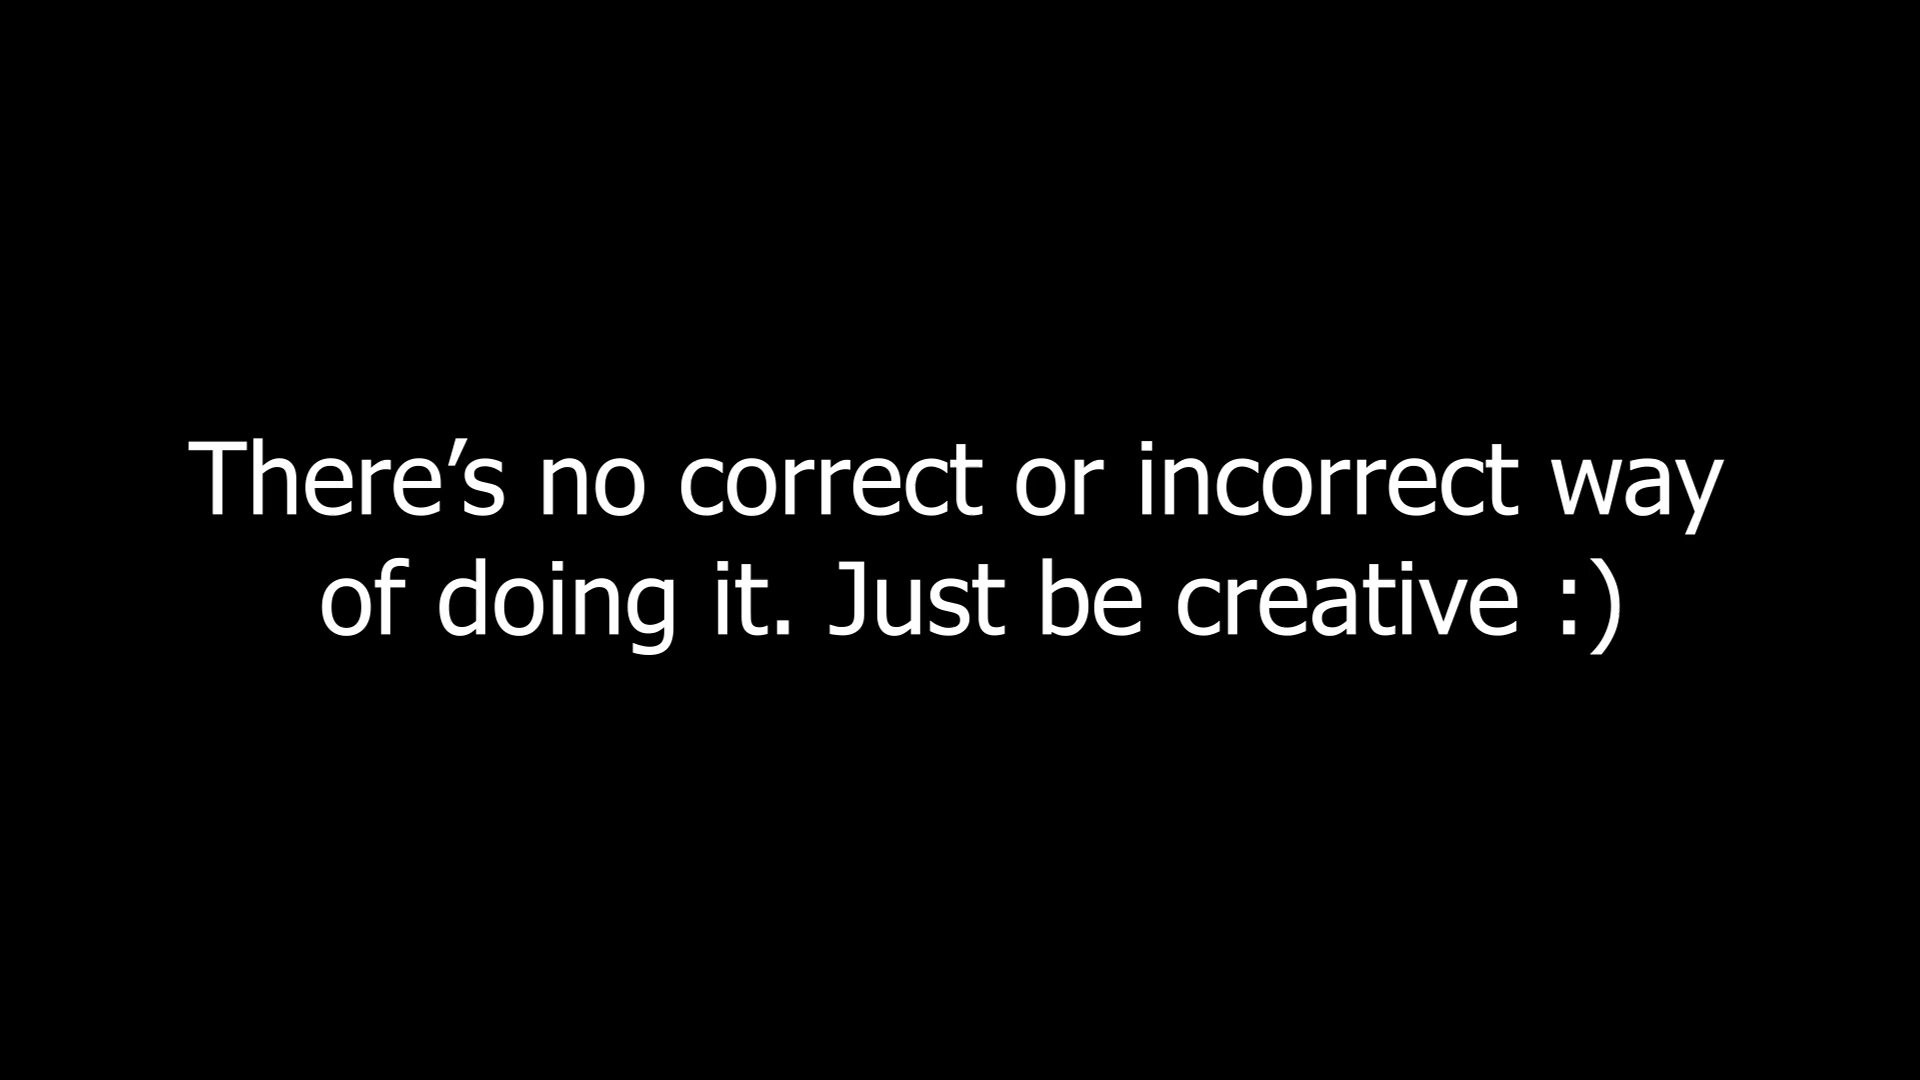 There’s no correct or incorrect way
of doing it. Just be creative :)